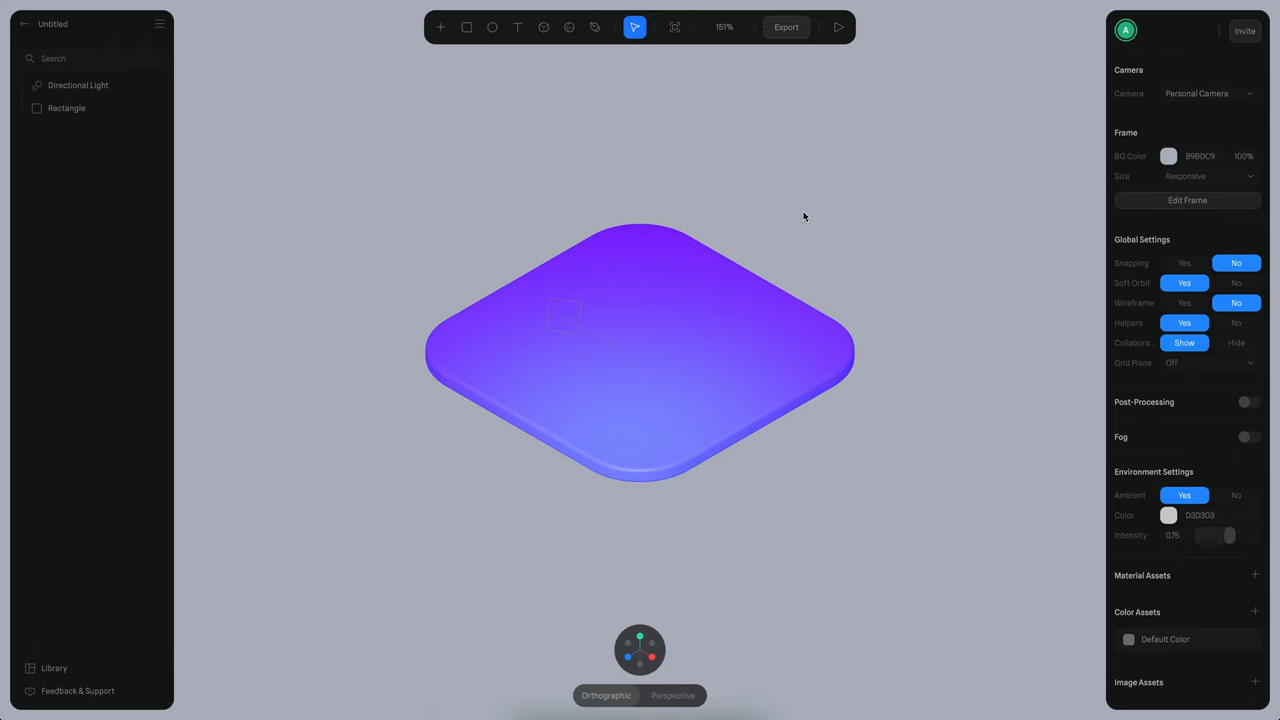 Untitled
Search
Directional Light
Rectangle
Library
Feedback & Support
T
151%
Export
Orthographic
Perspective
A
Invite
Camera
Camera Personal Camera
Frame
BG Color B9BDC9 100%
Size Responsive
Edit Frame
Global Settings
Snapping Yes No
Soft Orbit Yes No
Wireframe Yes No
Helpers Yes No
Collabora... Show Hide
Grid Plane Off
Post-Processing
Fog
Environment Settings
Ambient Yes No
Color D3D3D3
Intensity 0.75
Material Assets
Color Assets
Default Color
Image Assets